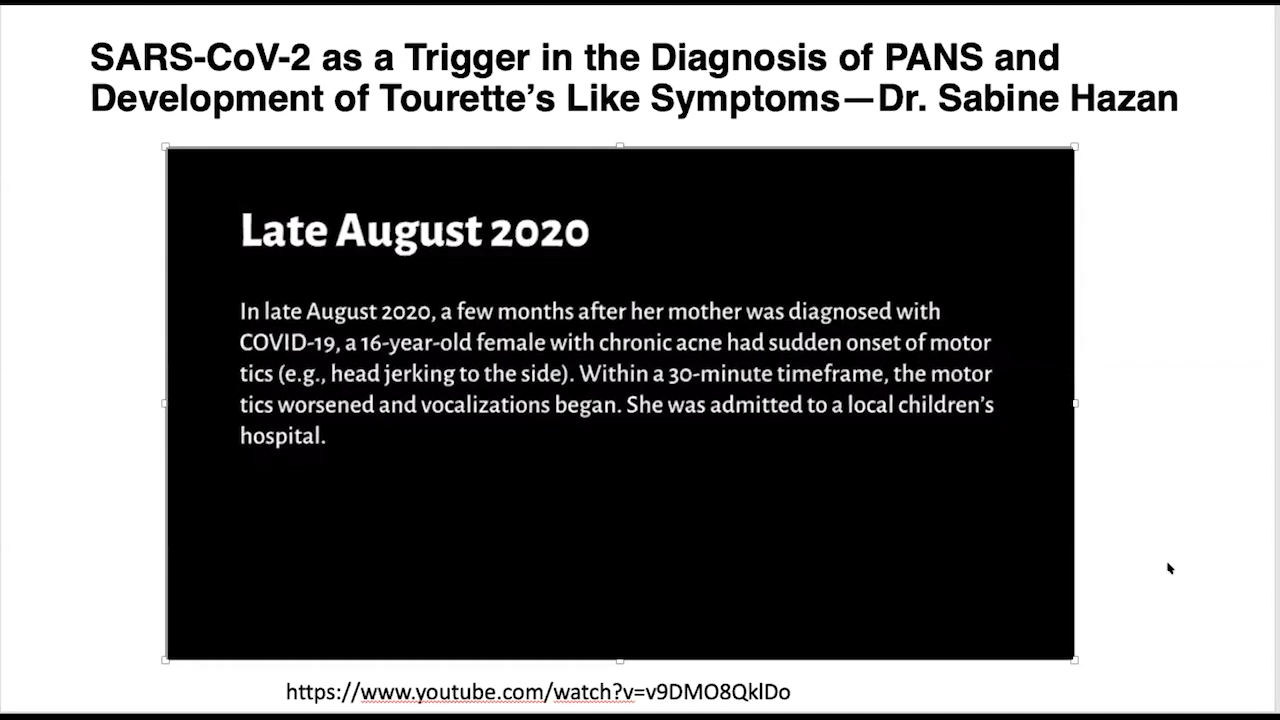 SARS-CoV-2 as a Trigger in the Diagnosis of PANS and
Development of Tourette's Like Symptoms—Dr. Sabine Hazan
Late August 2020
In late August 2020, a few months after her mother was diagnosed with
COVID-19, a 16-year-old female with chronic acne had sudden onset of motor
tics (e.g., head jerking to the side). Within a 30-minute timeframe, the motor
tics worsened and vocalizations began. She was admitted to a local children's
hospital.
https://www.youtube.com/watch?v=v9DMO8QklDo